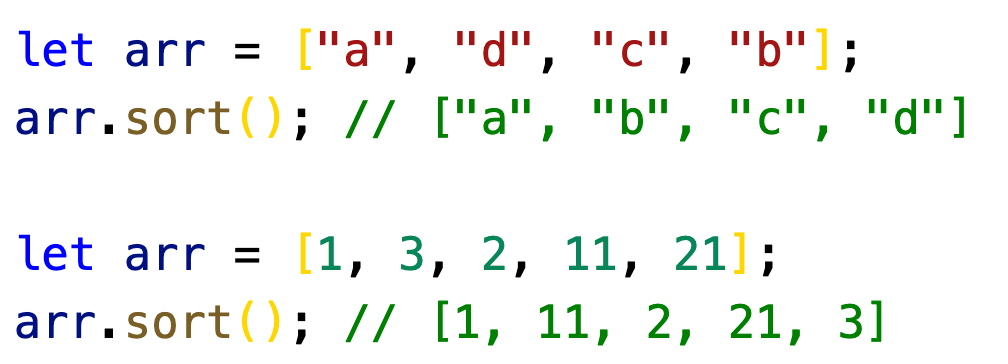 let arr = ["a", "d", "c", "b"];
arr.sort(); // ["a", "b", "c", "d"]
let arr = [1, 3, 2, 11, 21];
arr.sort(); // [1, 11, 2, 21, 3]